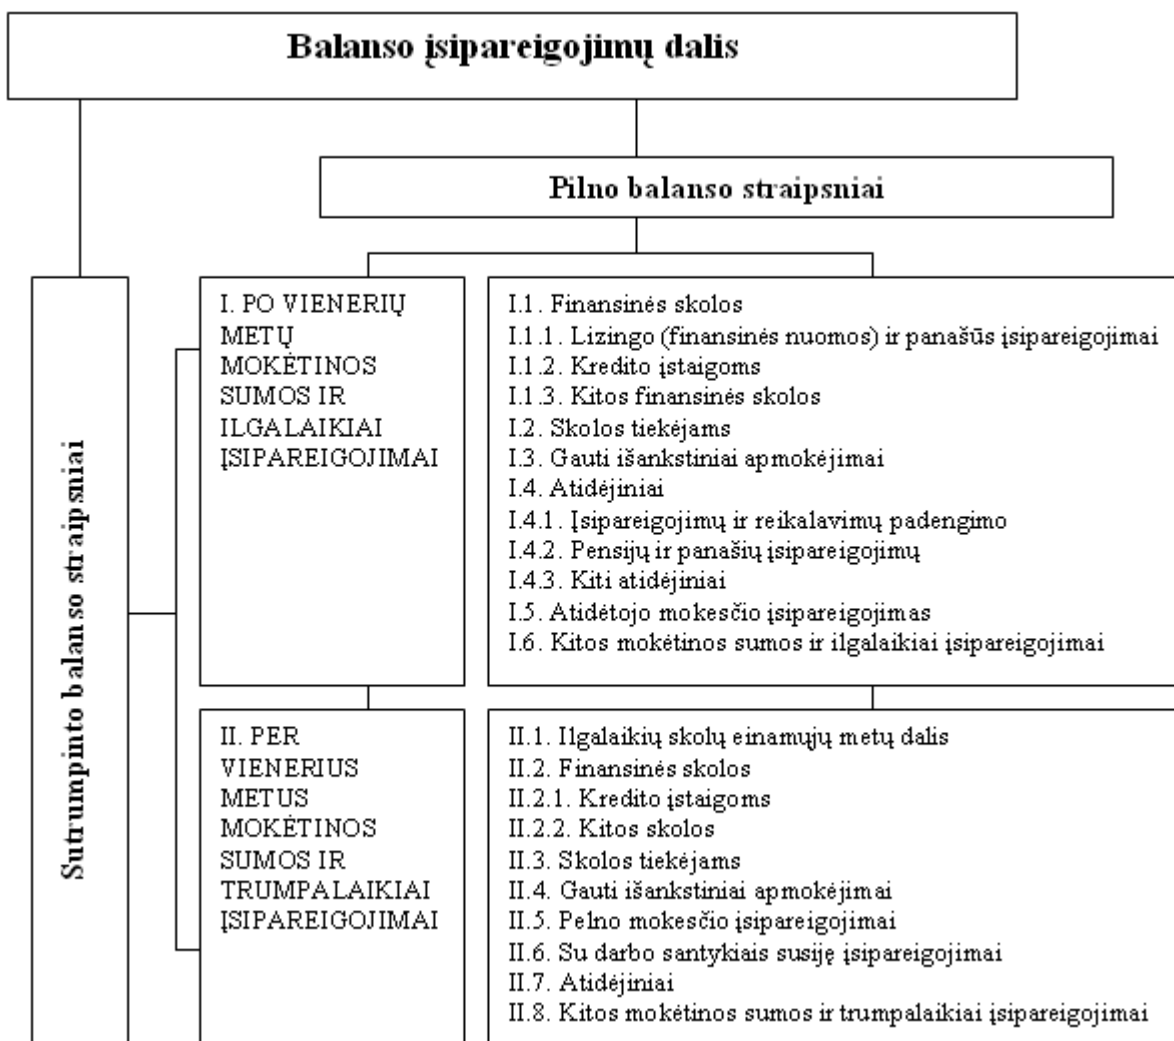 Balanso įsipareigojimų dalis
Pilno balanso straipsniai
Sutrumpinto balanso straipsniai
I. PO VIENERIŲ
METŲ
MOKĖTINOS
SUMOS IR
ILGALAIKIAI
ĮSIPAREIGOJIMAI
I.1. Finansinės skolos
I.1.1. Lizingo (finansinės nuomos) ir panašūs įsipareigojimai
I.1.2. Kredito įstaigoms
I.1.3. Kitos finansinės skolos
I.2. Skolos tiekėjams
I.3. Gauti išankstiniai apmokėjimai
I.4. Atidėjiniai
I.4.1. Įsipareigojimų ir reikalavimų padengimo
I.4.2. Pensijų ir panašių įsipareigojimų
I.4.3. Kiti atidėjiniai
I.5. Atidėtojo mokesčio įsipareigojimas
I.6. Kitos mokėtinos sumos ir ilgalaikiai įsipareigojimai
II. PER
VIENERIUS
METUS
MOKĖTINOS
SUMOS IR
TRUMPALAIKIAI
ĮSIPAREIGOJIMAI
II.1. Ilgalaikių skolų einamųjų metų dalis
II.2. Finansinės skolos
II.2.1. Kredito įstaigoms
II.2.2. Kitos skolos
II.3. Skolos tiekėjams
II.4. Gauti išankstiniai apmokėjimai
II.5. Pelno mokesčio įsipareigojimai
II.6. Su darbo santykiais susiję įsipareigojimai
II.7. Atidėjiniai
II.8. Kitos mokėtinos sumos ir trumpalaikiai įsipareigojimai